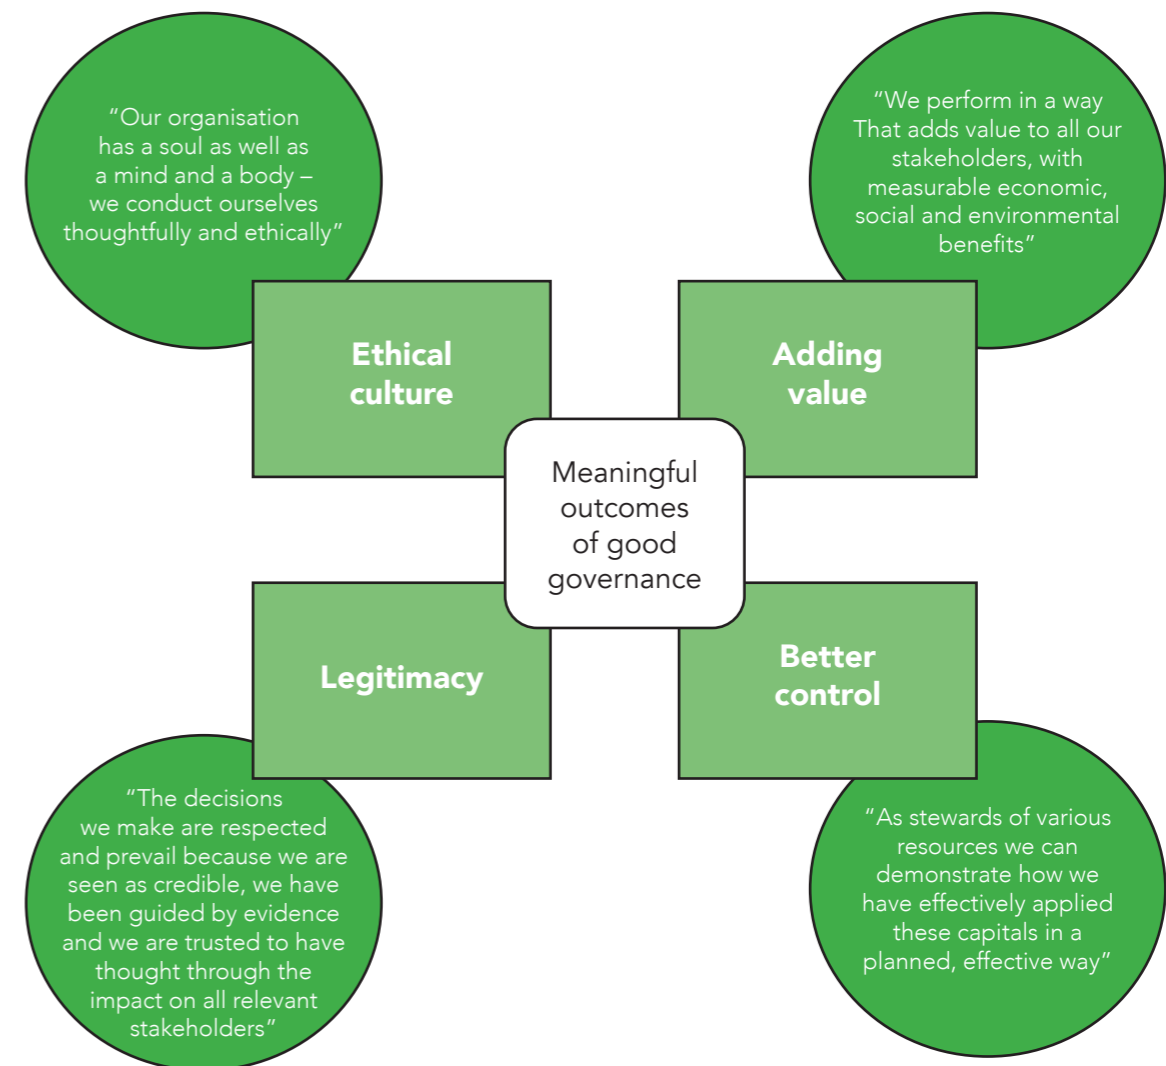 “Our organisation
has a soul as well as
a mind and a body –
we conduct ourselves
thoughtfully and ethically”
“We perform in a way
That adds value to all our
stakeholders, with
measurable economic,
social and environmental
benefits”
Ethical
culture
Adding
value
Meaningful
outcomes
of good
governance
Legitimacy
Better
control
“The decisions
we make are respected
and prevail because we are
seen as credible, we have
been guided by evidence
and we are trusted to have
thought through the
impact on all relevant
stakeholders”
“As stewards of various
resources we can
demonstrate how we
have effectively applied
these capitals in a
planned, effective way”